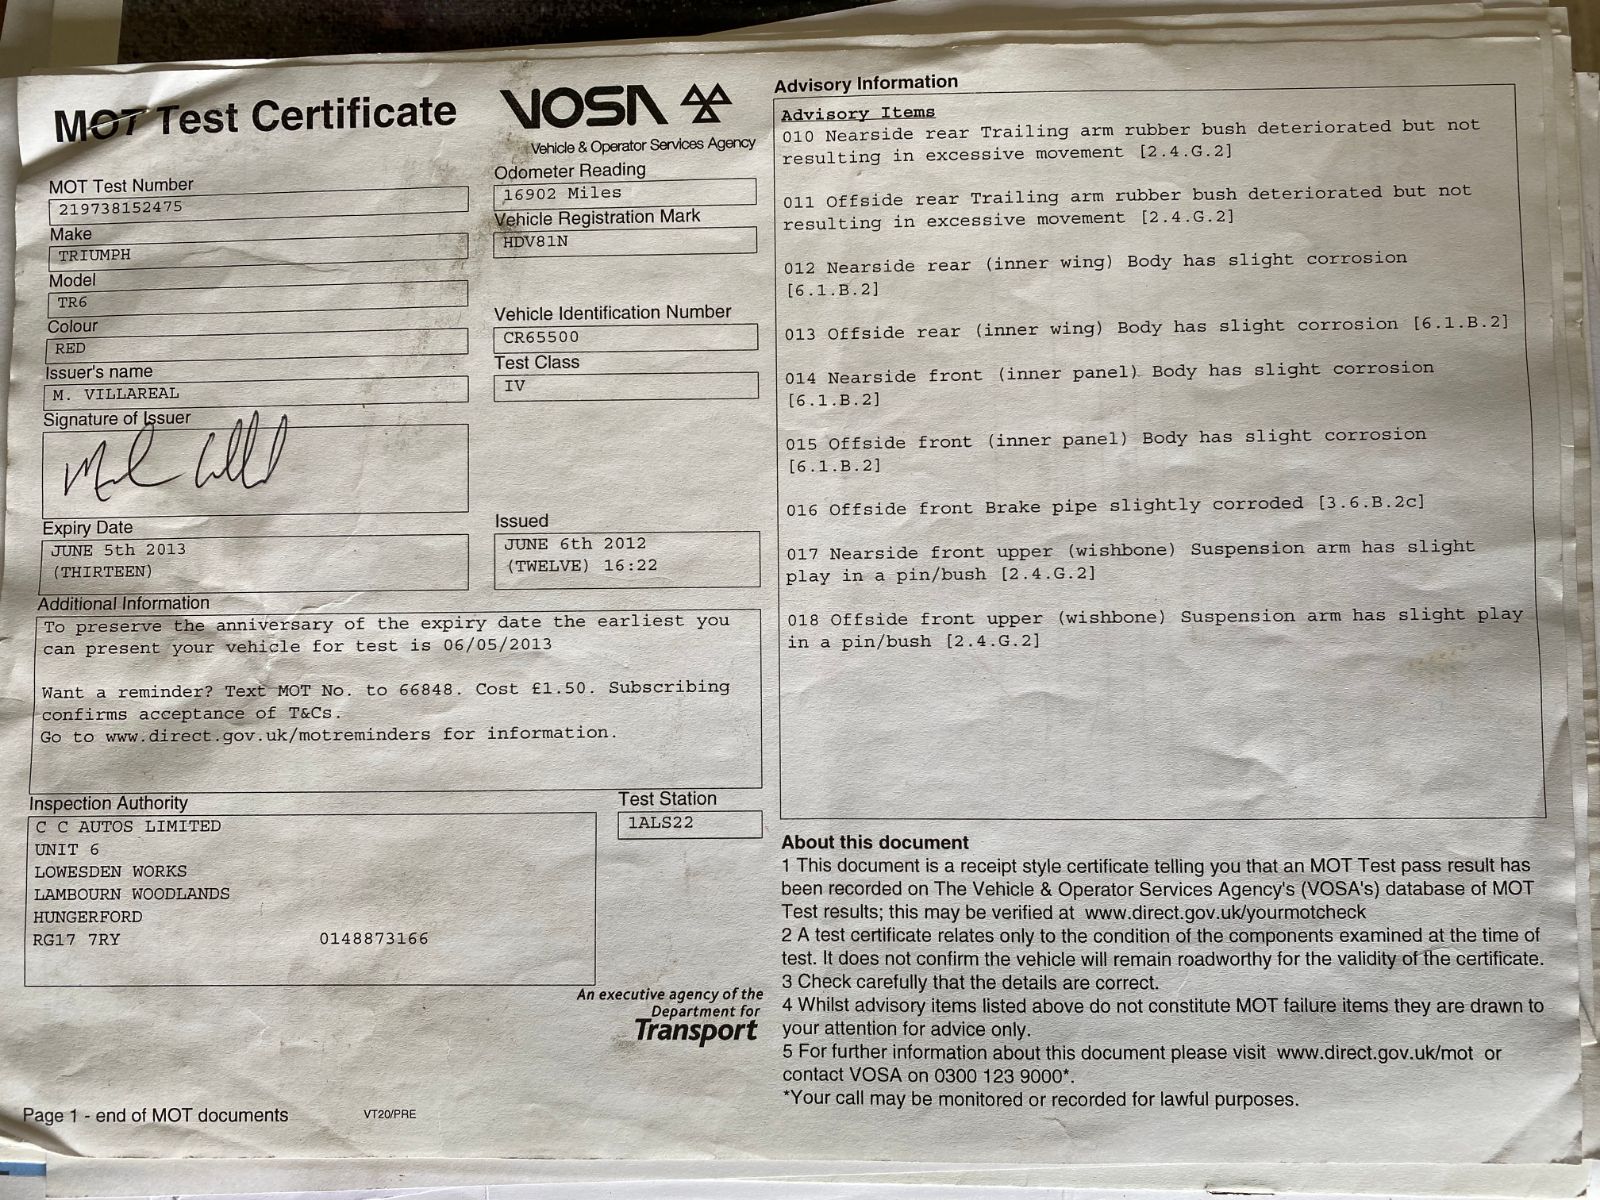 MOT Test Certificate
VOSA
Vehicle & Operator Services Agency
MOT Test Number
219738152475
Make
TRIUMPH
Model
TR6
Colour
RED
Issuer's name
M. VILLAREAL
Signature of Issuer
Expiry Date
JUNE 5th 2013
(THIRTEEN)
Odometer Reading
16902 Miles
Vehicle Registration Mark
HDV81N
Vehicle Identification Number
CR65500
Test Class
IV
Issued
JUNE 6th 2012
(TWELVE) 16:22
Additional Information
To preserve the anniversary of the expiry date the earliest you
can present your vehicle for test is 06/05/2013
Want a reminder? Text MOT No. to 66848. Cost £1.50. Subscribing
confirms acceptance of T&Cs.
Go to www.direct.gov.uk/motreminders for information.
Inspection Authority
C C AUTOS LIMITED
UNIT 6
LOWESDEN WORKS
LAMBOURN WOODLANDS
HUNGERFORD
RG17 7RY 0148873166
Test Station
1ALS22
An executive agency of the
Department for
Transport
Page 1 - end of MOT documents
VT20/PRE
Advisory Information
Advisory Items
010 Nearside rear Trailing arm rubber bush deteriorated but not
resulting in excessive movement [2.4.G.2]
011 Offside rear Trailing arm rubber bush deteriorated but not
resulting in excessive movement [2.4.G.2]
012 Nearside rear (inner wing) Body has slight corrosion
[6.1.B.2]
013 Offside rear (inner wing) Body has slight corrosion [6.1.B.2]
014 Nearside front (inner panel) Body has slight corrosion
[6.1.B.2]
015 Offside front (inner panel) Body has slight corrosion
[6.1.B.2]
016 Offside front Brake pipe slightly corroded [3.6.B.2c]
017 Nearside front upper (wishbone) Suspension arm has slight
play in a pin/bush [2.4.G.2]
018 Offside front upper (wishbone) Suspension arm has slight play
in a pin/bush [2.4.G.2]
About this document
1 This document is a receipt style certificate telling you that an MOT Test pass result has
been recorded on The Vehicle & Operator Services Agency's (VOSA's) database of MOT
Test results; this may be verified at www.direct.gov.uk/yourmotcheck
2 A test certificate relates only to the condition of the components examined at the time of
test. It does not confirm the vehicle will remain roadworthy for the validity of the certificate.
3 Check carefully that the details are correct.
4 Whilst advisory items listed above do not constitute MOT failure items they are drawn to
your attention for advice only.
5 For further information about this document please visit www.direct.gov.uk/mot or
contact VOSA on 0300 123 9000*.
*Your call may be monitored or recorded for lawful purposes.